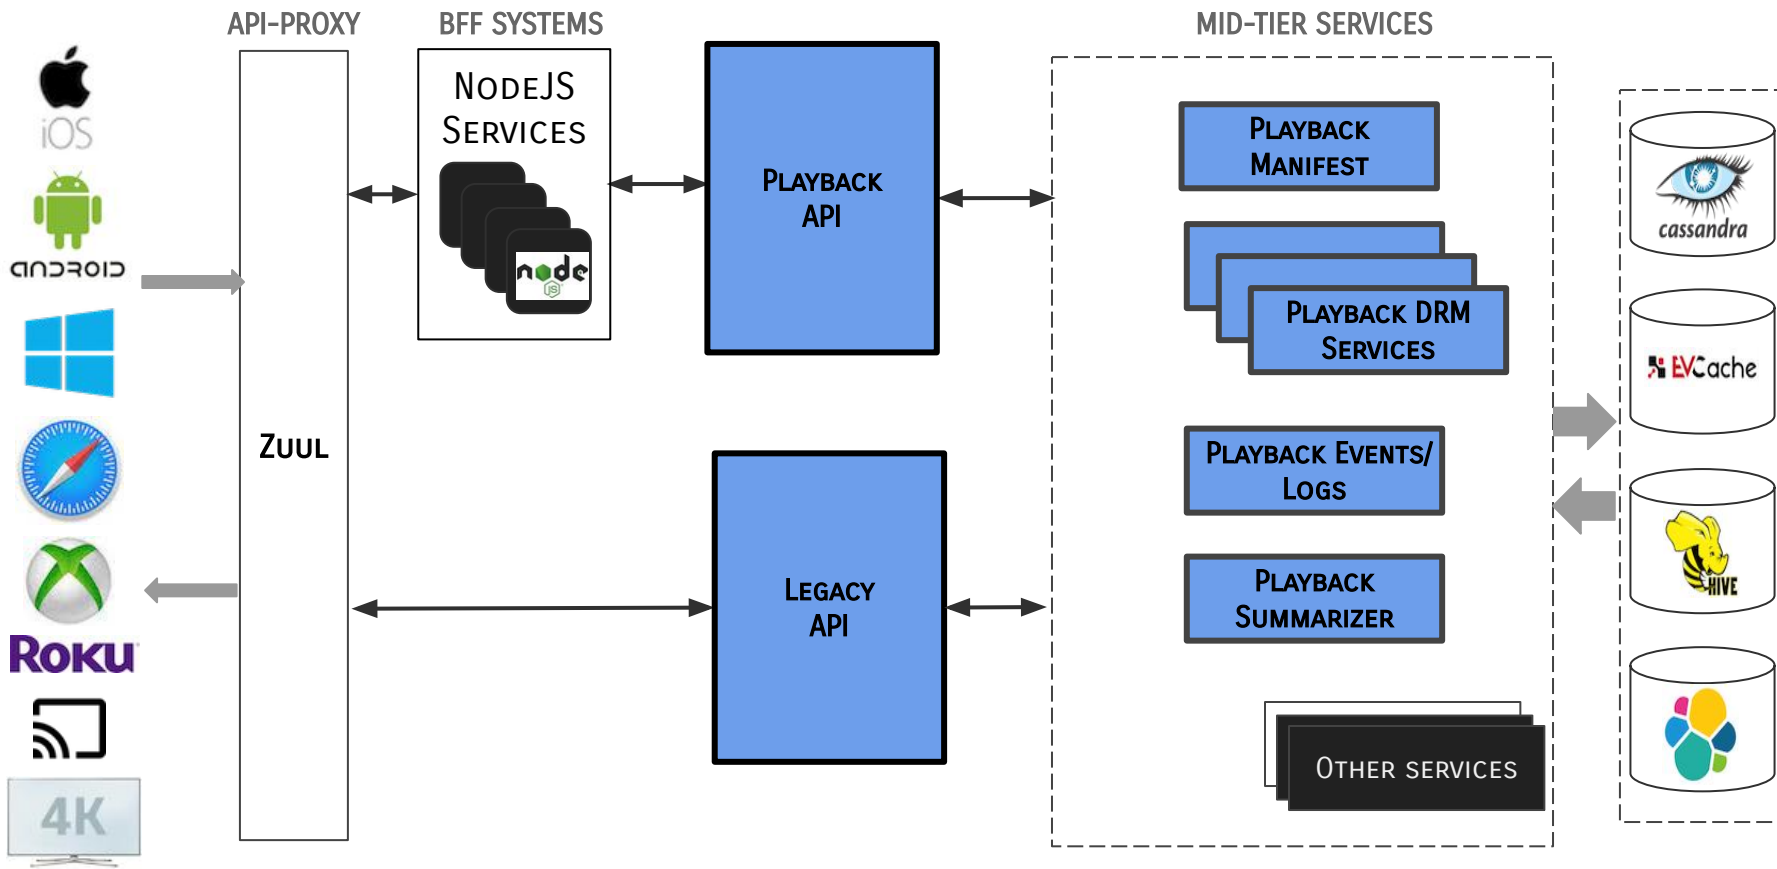 API-PROXY
BFF SYSTEMS
MID-TIER SERVICES
iOS
ANDROID
ROKU
4K
ZUUL
NODEJS
SERVICES
node
JS
PLAYBACK
API
LEGACY
API
PLAYBACK
MANIFEST
PLAYBACK DRM
SERVICES
PLAYBACK EVENTS/
LOGS
PLAYBACK
SUMMARIZER
OTHER SERVICES
cassandra
EVCache
HIVE